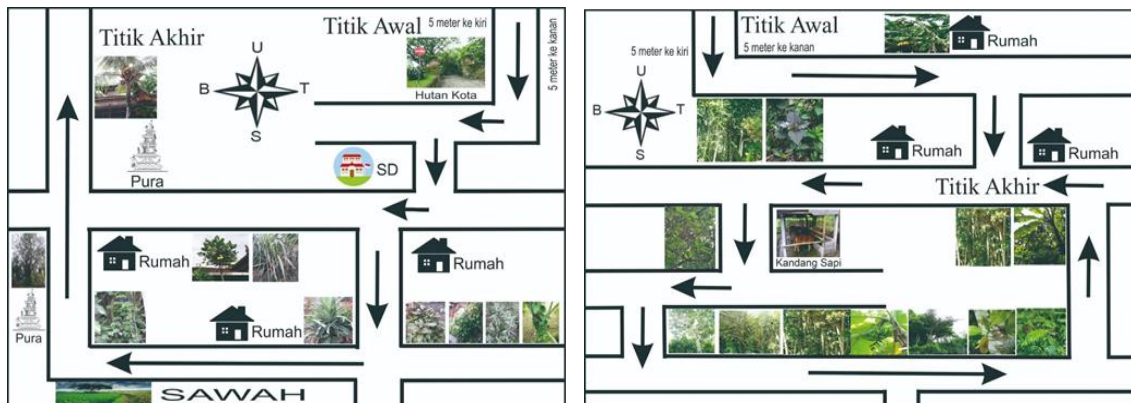 Titik Akhir
Titik Awal
5 meter ke kiri
5 meter ke kanan
U
B
T
S
Hutan Kota
Pura
SD
Rumah
Rumah
Rumah
Pura
SAWAH
Titik Awal
5 meter ke kiri
5 meter ke kanan
Rumah
U
B
T
S
Rumah
Rumah
Titik Akhir
Kandang Sapi